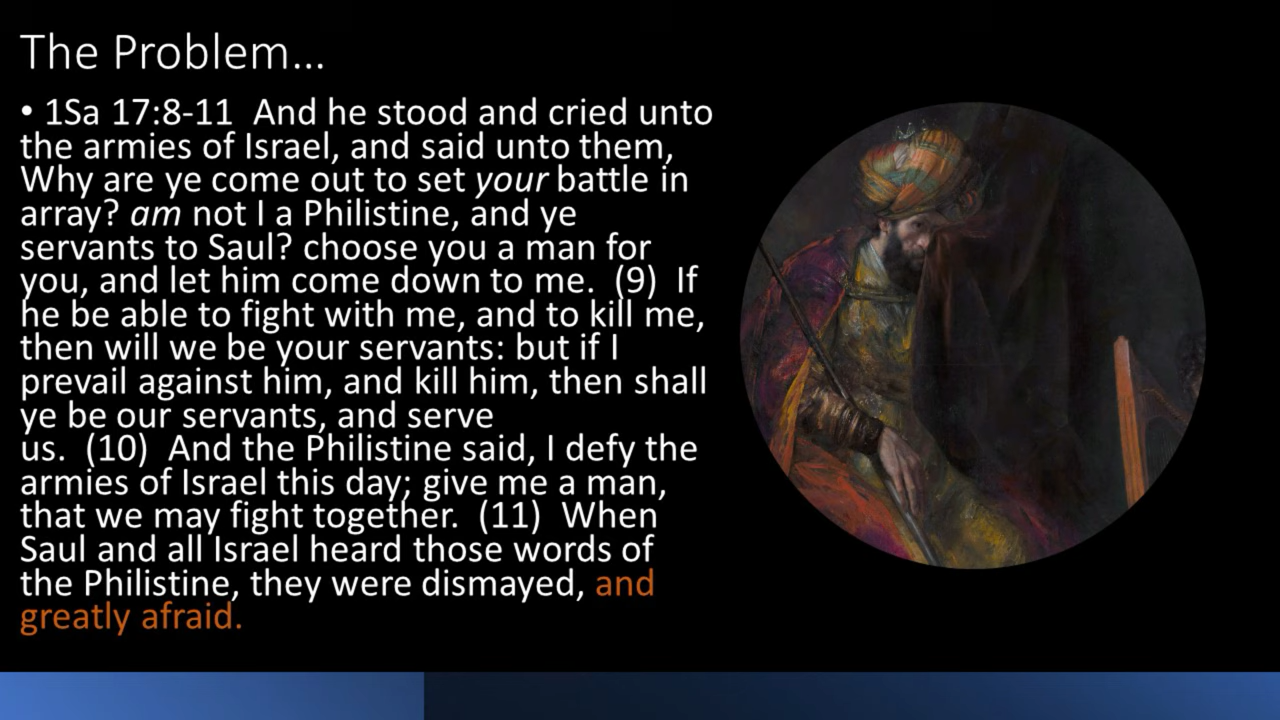 The Problem...
• 1Sa 17:8-11  And he stood and cried unto
the armies of Israel, and said unto them,
Why are ye come out to set your battle in
array? am not I a Philistine, and ye
servants to Saul? choose you a man for
you, and let him come down to me.  (9)  If
he be able to fight with me, and to kill me,
then will we be your servants: but if I
prevail against him, and kill him, then shall
ye be our servants, and serve
us.  (10)  And the Philistine said, I defy the
armies of Israel this day; give me a man,
that we may fight together.  (11)  When
Saul and all Israel heard those words of
the Philistine, they were dismayed, and
greatly afraid.